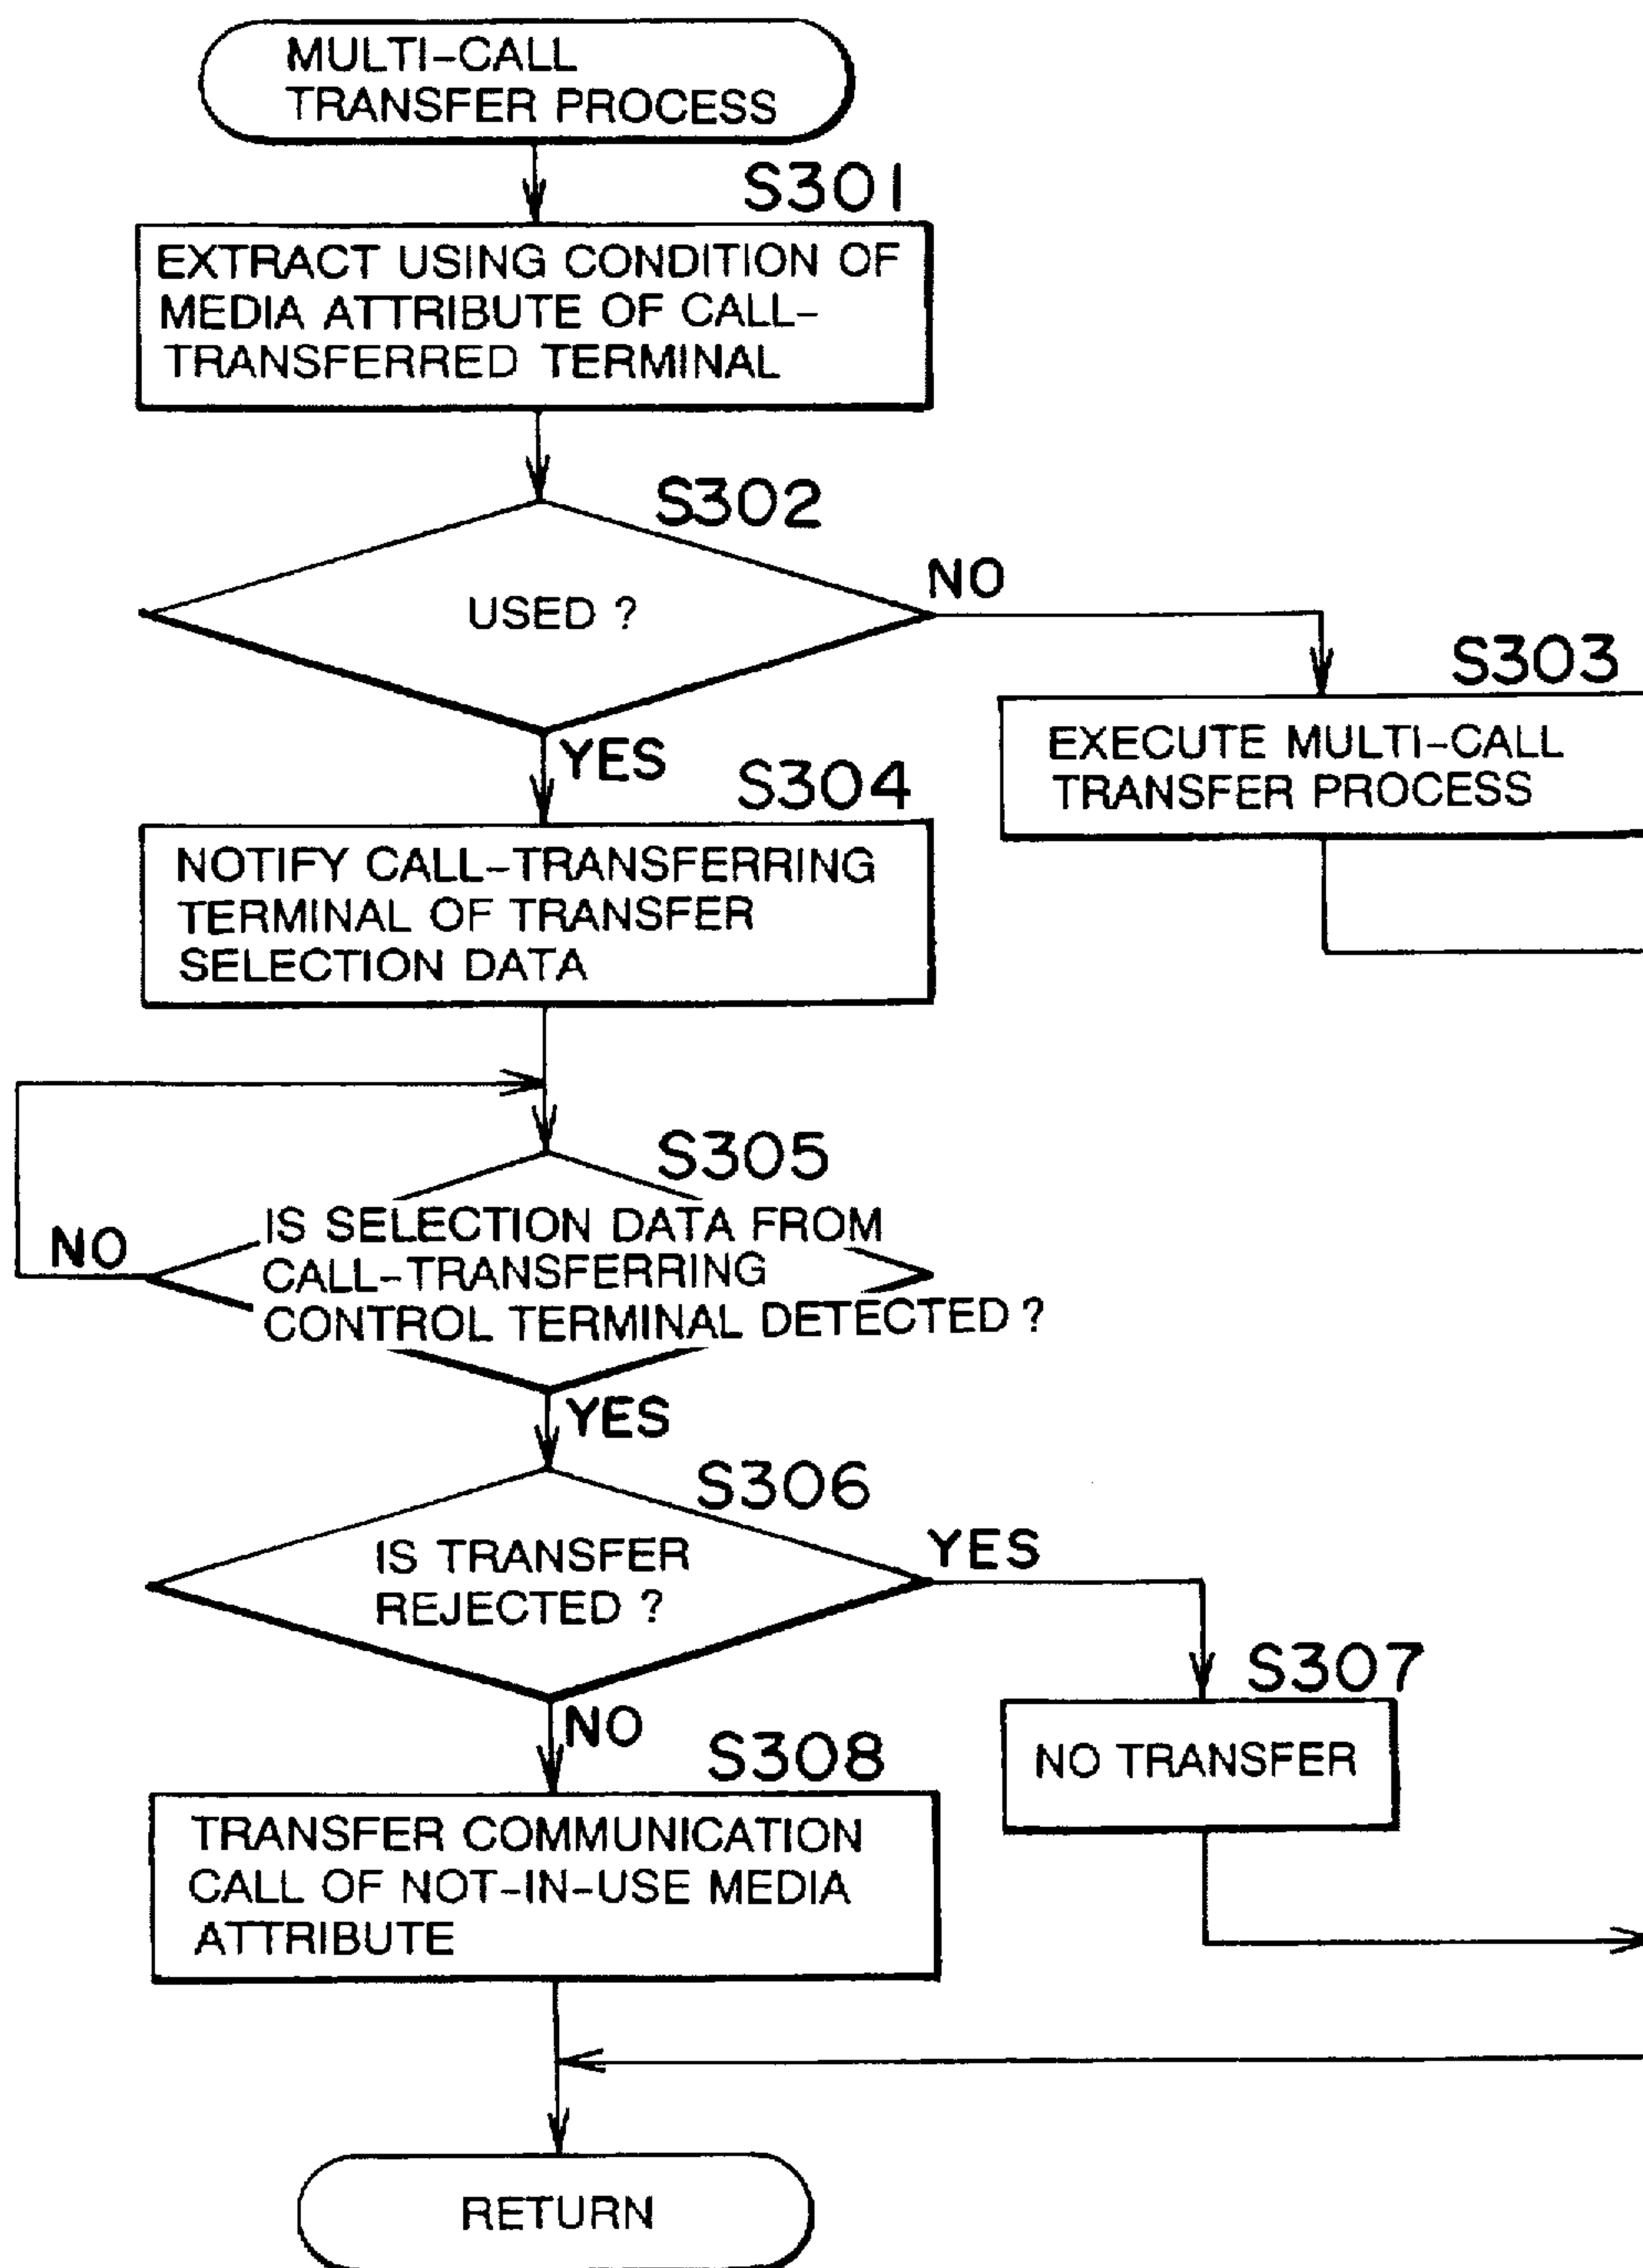 MULTI-CALL
TRANSFER PROCESS
S301
EXTRACT USING CONDITION OF
MEDIA ATTRIBUTE OF CALL-
TRANSFERRED TERMINAL
S302
USED ?
NO
S303
EXECUTE MULTI-CALL
TRANSFER PROCESS
YES
S304
NOTIFY CALL-TRANSFERRING
TERMINAL OF TRANSFER
SELECTION DATA
S305
IS SELECTION DATA FROM
CALL-TRANSFERRING
CONTROL TERMINAL DETECTED ?
NO
YES
S306
IS TRANSFER
REJECTED ?
YES
S307
NO TRANSFER
NO
S308
TRANSFER COMMUNICATION
CALL OF NOT-IN-USE MEDIA
ATTRIBUTE
RETURN